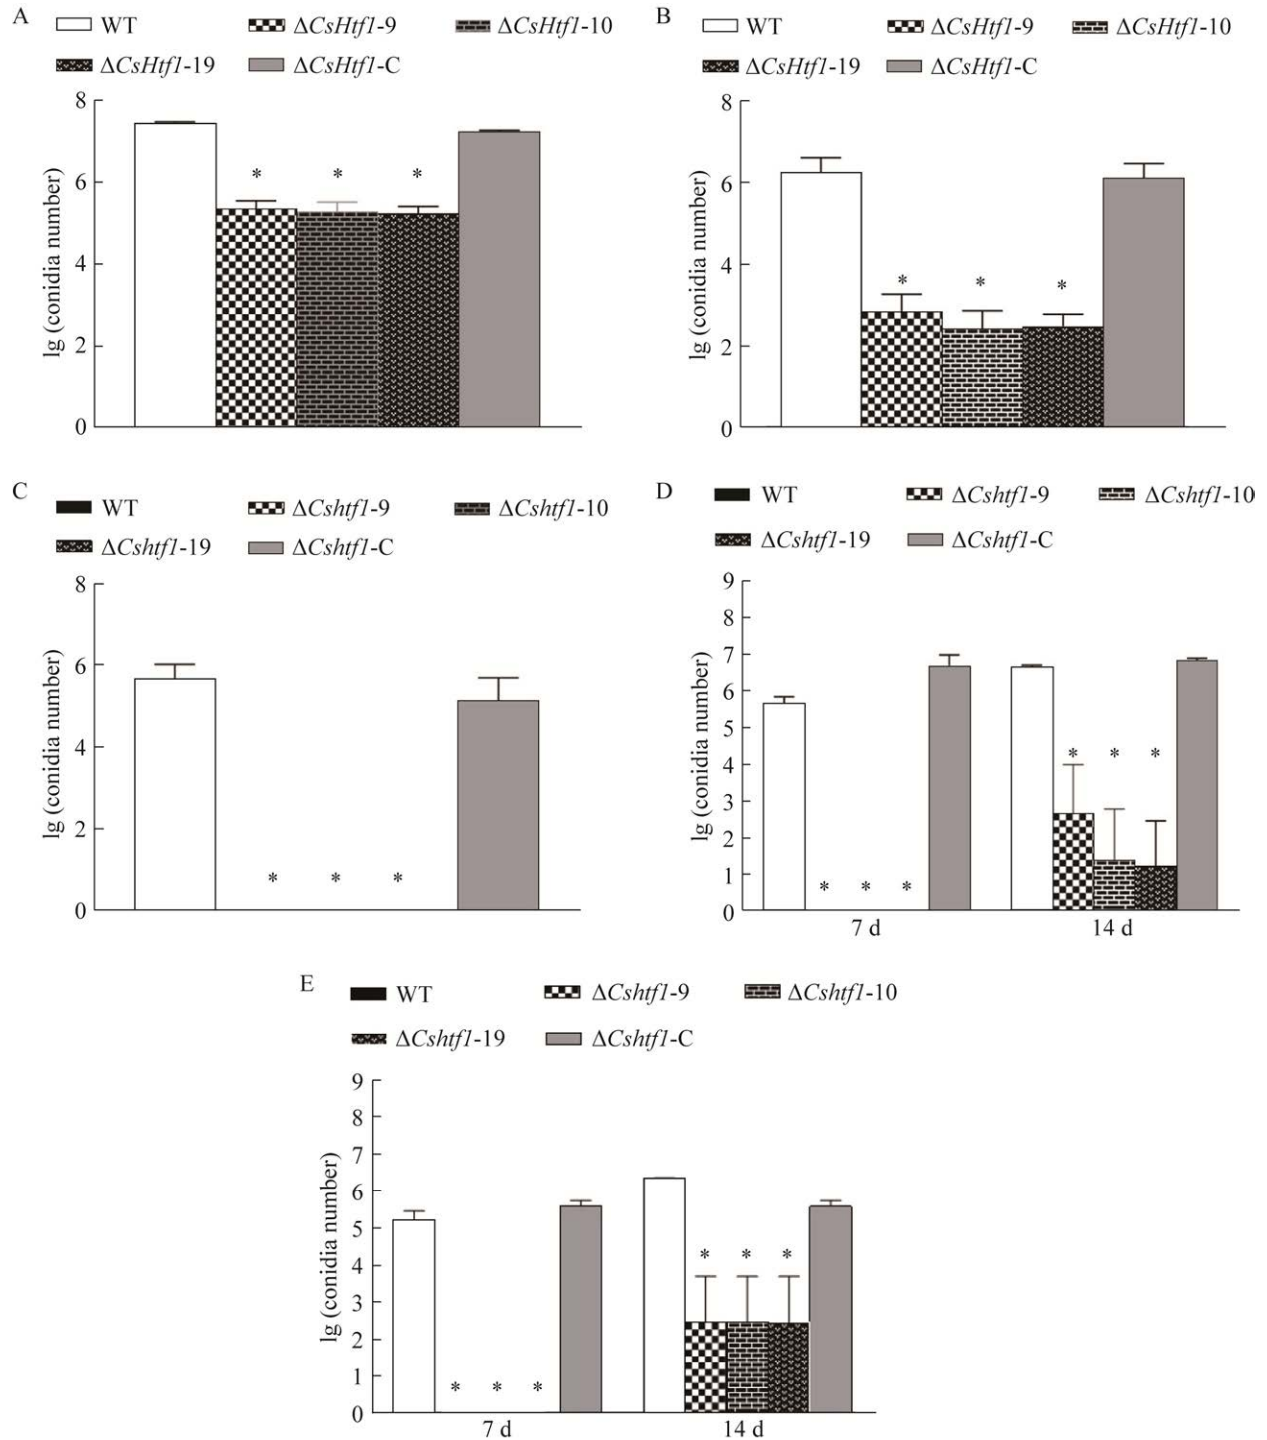 A
WT ΔCsHtf1-9 ΔCsHtf1-10
ΔCsHtf1-19 ΔCsHtf1-C
lg (conidia number)
8
6
4
2
0
* * *
B
WT ΔCsHtf1-9 ΔCsHtf1-10
ΔCsHtf1-19 ΔCsHtf1-C
lg (conidia number)
8
6
4
2
0
* * *
C
WT ΔCshtf1-9 ΔCshtf1-10
ΔCshtf1-19 ΔCshtf1-C
lg (conidia number)
8
6
4
2
0
* * *
D
WT ΔCshtf1-9 ΔCshtf1-10
ΔCshtf1-19 ΔCshtf1-C
lg (conidia number)
9
8
7
6
5
4
3
2
1
0
* * * * * *
7 d 14 d
E
WT ΔCshtf1-9 ΔCshtf1-10
ΔCshtf1-19 ΔCshtf1-C
lg (conidia number)
9
8
7
6
5
4
3
2
1
0
* * * * * *
7 d 14 d